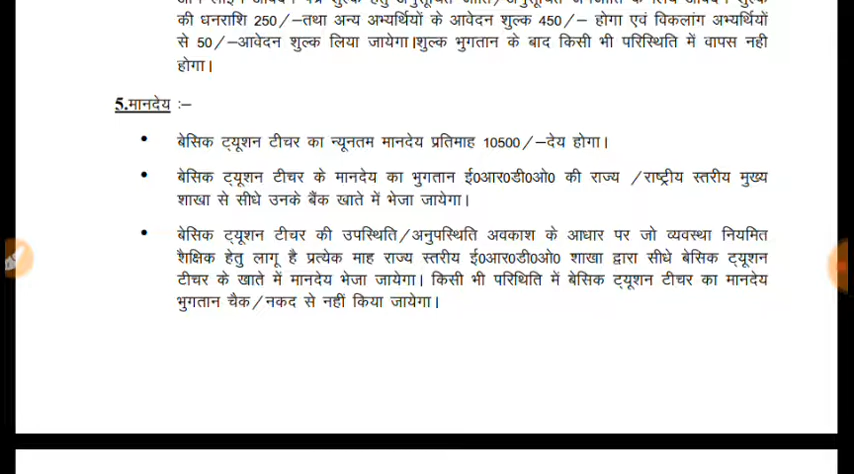 की धनराशि 250/–तथा अन्य अभ्यर्थियों के आवेदन शुल्क 450/– होगा एवं विकलांग अभ्यर्थियों
से 50/–आवेदन शुल्क लिया जायेगा।शुल्क भुगतान के बाद किसी भी परिस्थिति में वापस नही
होगा।
5.मानदेय :–
• बेसिक ट्यूशन टीचर का न्यूनतम मानदेय प्रतिमाह 10500/–देय होगा।
• बेसिक ट्यूशन टीचर के मानदेय का भुगतान ई0आर0डी0ओ0 की राज्य /राष्ट्रीय स्तरीय मुख्य
शाखा से सीधे उनके बैंक खाते में भेजा जायेगा।
• बेसिक ट्यूशन टीचर की उपस्थिति/अनुपस्थिति अवकाश के आधार पर जो व्यवस्था नियमित
शैक्षिक हेतु लागू है प्रत्येक माह राज्य स्तरीय ई0आर0डी0ओ0 शाखा द्वारा सीधे बेसिक ट्यूशन
टीचर के खाते में मानदेय भेजा जायेगा। किसी भी परिथिति में बेसिक ट्यूशन टीचर का मानदेय
भुगतान चैक/नकद से नहीं किया जायेगा।